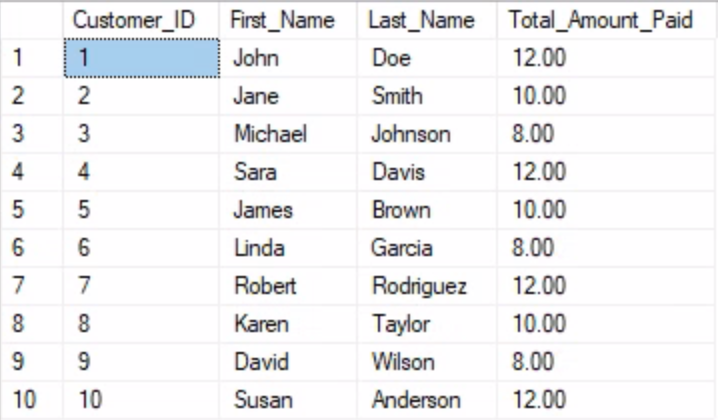 Customer_ID First_Name Last_Name Total_Amount_Paid
1 1 John Doe 12.00
2 2 Jane Smith 10.00
3 3 Michael Johnson 8.00
4 4 Sara Davis 12.00
5 5 James Brown 10.00
6 6 Linda Garcia 8.00
7 7 Robert Rodriguez 12.00
8 8 Karen Taylor 10.00
9 9 David Wilson 8.00
10 10 Susan Anderson 12.00